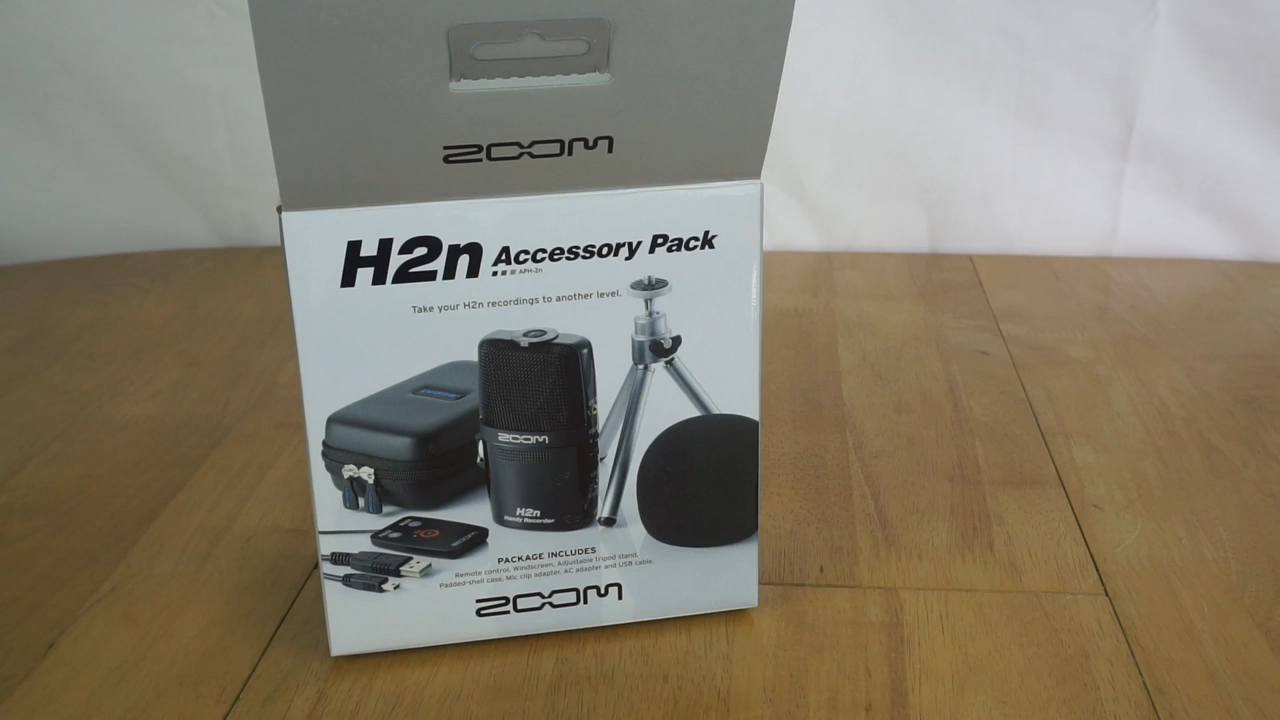 ZOOM
H2n Accessory Pack
APH-2n
Take your H2n recordings to another level.
ZOOM
H2n
Handy Recorder
ZOOM
PACKAGE INCLUDES
Remote control, Windscreen, Adjustable tripod stand,
Padded-shell case, Mic clip adapter, AC adapter and USB cable.
ZOOM